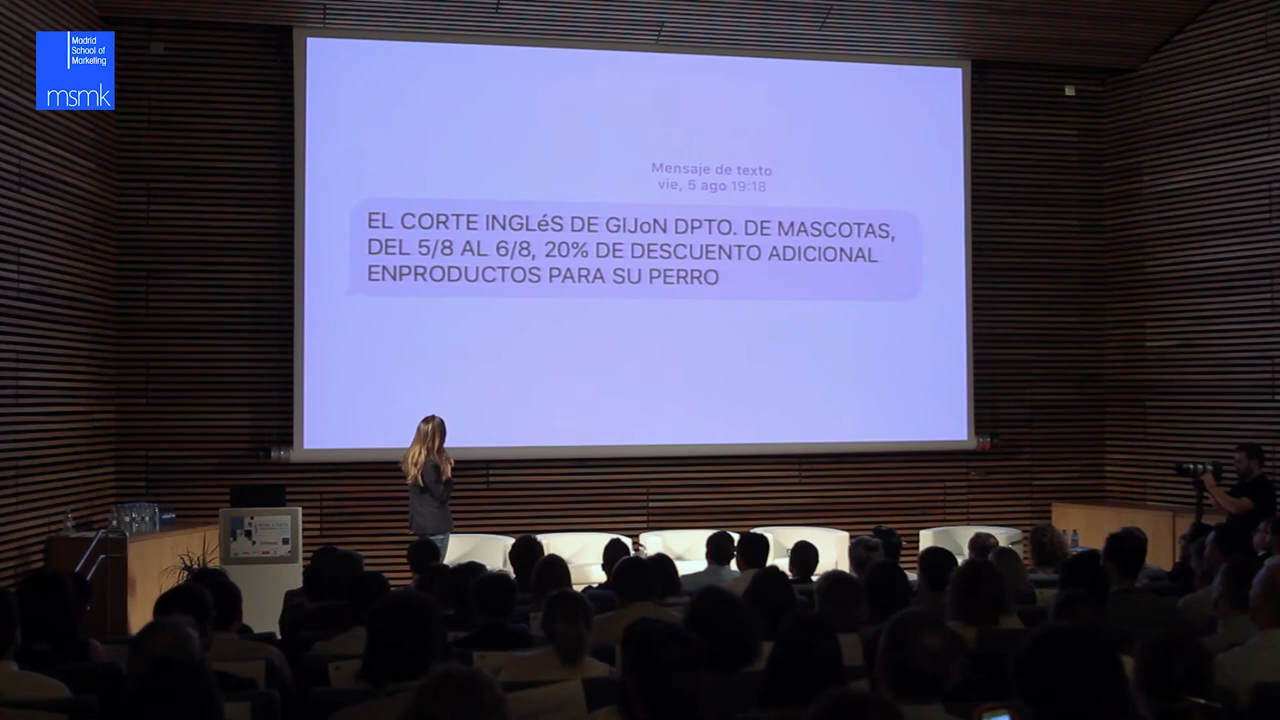 Madrid
School of
Marketing
msmk
Mensaje de texto
vie, 5 ago 19:18
EL CORTE INGLéS DE GIJoN DPTO. DE MASCOTAS,
DEL 5/8 AL 6/8, 20% DE DESCUENTO ADICIONAL
ENPRODUCTOS PARA SU PERRO